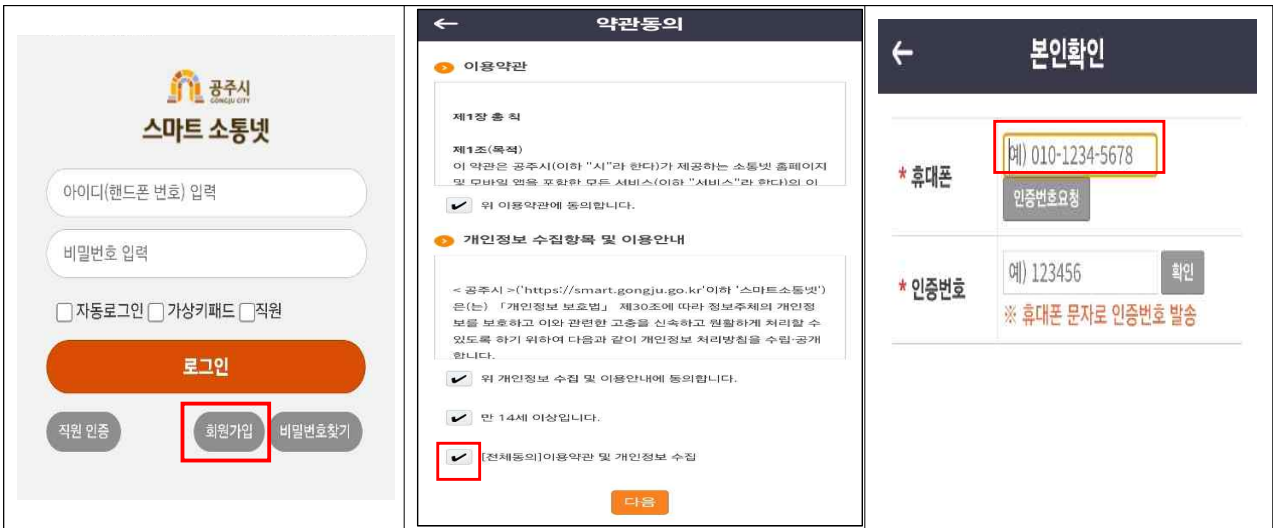 공주시
GONGJU CITY
스마트 소통넷
아이디(핸드폰 번호) 입력
비밀번호 입력
자동로그인 가상키패드 직원
로그인
직원 인증 회원가입 비밀번호찾기
약관동의
이용약관
제1장 총 칙
제1조(목적)
이 약관은 공주시(이하 "시"라 한다)가 제공하는 소통넷 홈페이지
및 모바일 앱을 포함한 모든 서비스(이하 "서비스"라 한다)의 이
위 이용약관에 동의합니다.
개인정보 수집항목 및 이용안내
< 공주시 >('https://smart.gongju.go.kr'이하 '스마트소통넷')
은(는) 「개인정보 보호법」 제30조에 따라 정보주체의 개인정
보를 보호하고 이와 관련한 고충을 신속하고 원활하게 처리할 수
있도록 하기 위하여 다음과 같이 개인정보 처리방침을 수립·공개
합니다.
위 개인정보 수집 및 이용안내에 동의합니다.
만 14세 이상입니다.
[전체동의]이용약관 및 개인정보 수집
다음
본인확인
* 휴대폰
예) 010-1234-5678
인증번호요청
* 인증번호
예) 123456 확인
※ 휴대폰 문자로 인증번호 발송